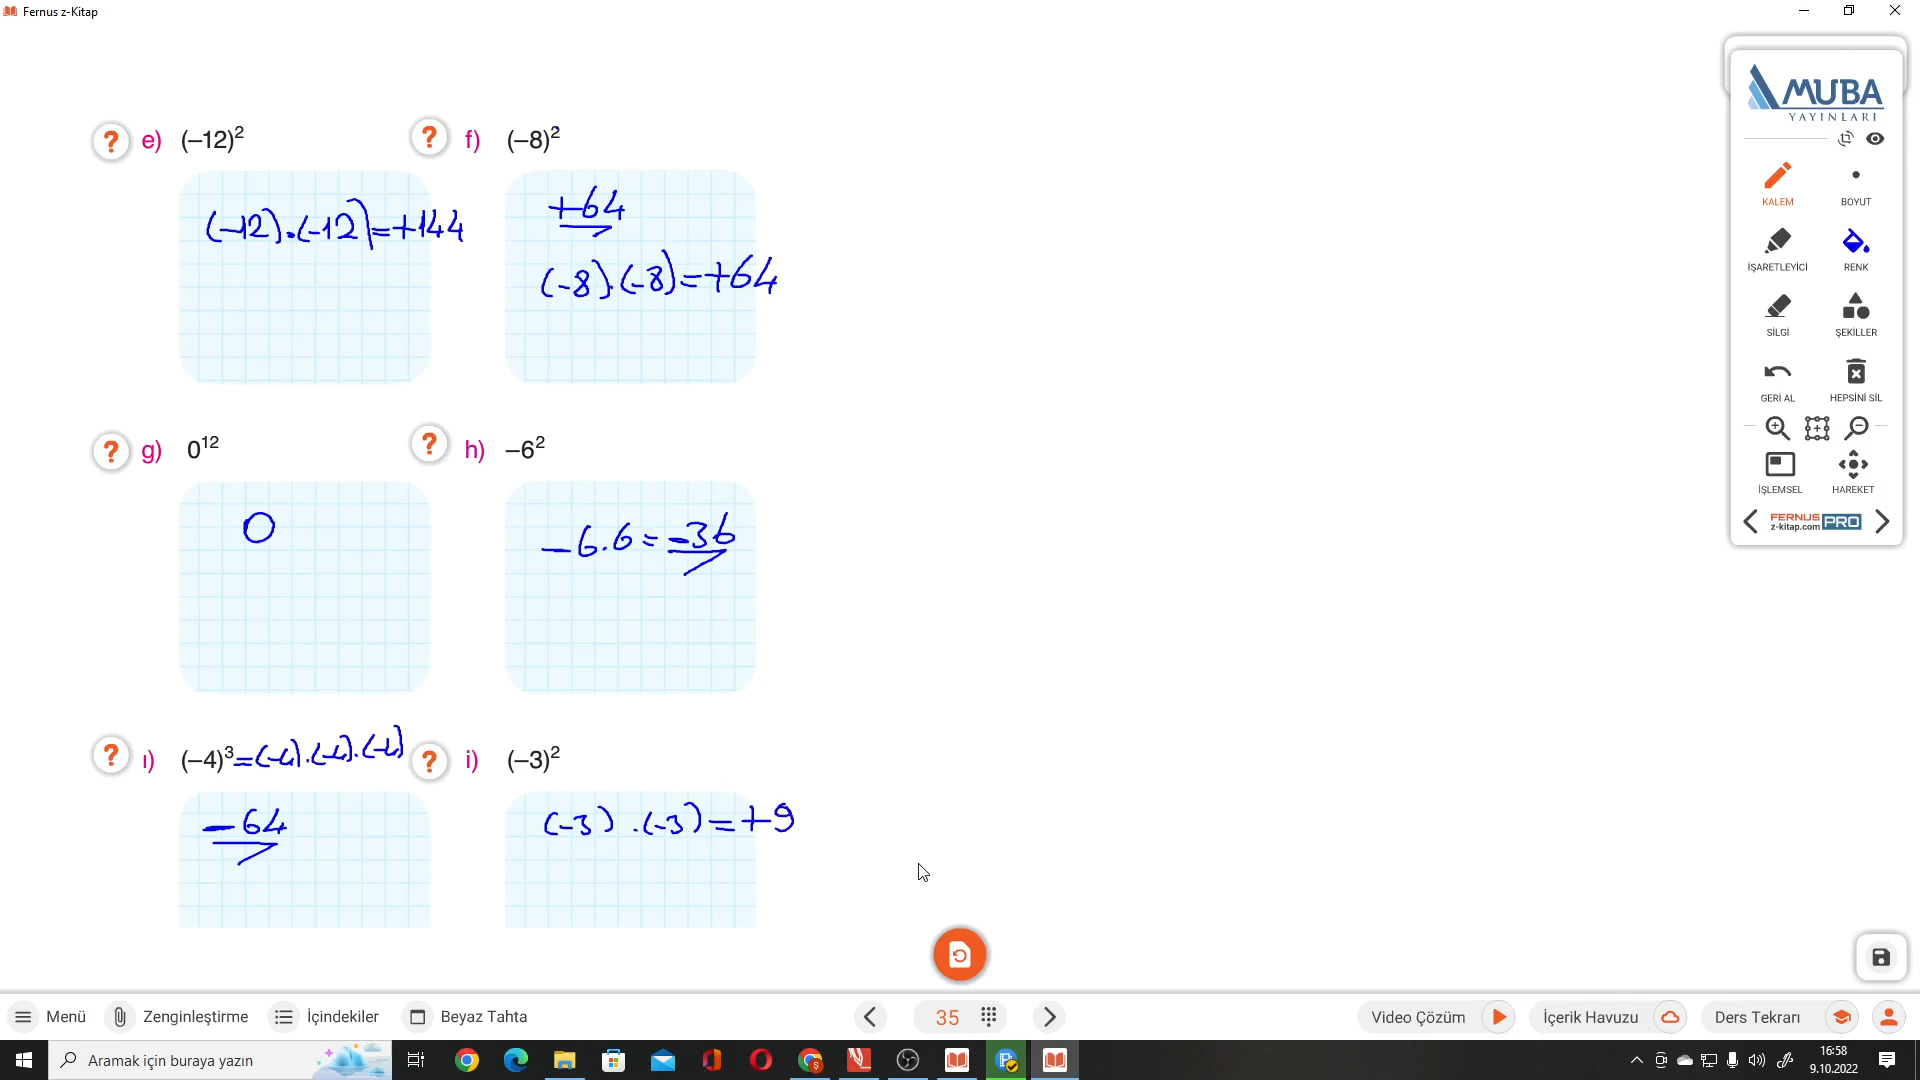 Fernus z-Kitap
e) (–12)² f) (–8)²
(-12).(-12)=+144
+64
(-8).(-8)=+64
g) 0¹² h) –6²
0
-6.6=-36
ı) (–4)³=(-4).(-4).(-4) i) (–3)²
-64
(-3).(-3)=+9
MUBA
YAYINLARI
KALEM BOYUT
İŞARETLEYİCİ RENK
SİLGİ ŞEKİLLER
GERİ AL HEPSİNİ SİL
İŞLEMSEL HAREKET
FERNUS
z-kitap.com PRO
Menü Zenginleştirme İçindekiler Beyaz Tahta 35 Video Çözüm İçerik Havuzu Ders Tekrarı
Aramak için buraya yazın
16:58
9.10.2022